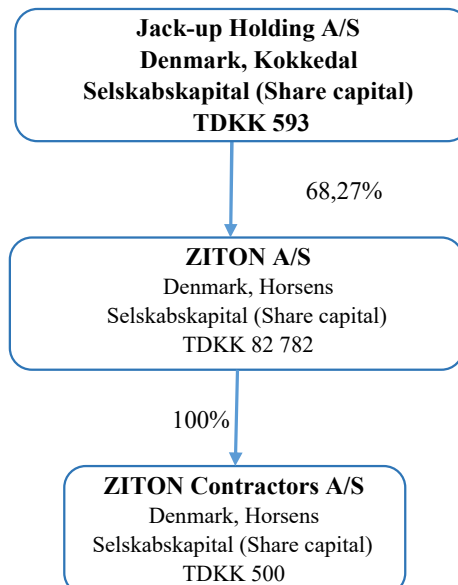 Jack-up Holding A/S
Denmark, Kokkedal
Selskabskapital (Share capital)
TDKK 593
68,27%
ZITON A/S
Denmark, Horsens
Selskabskapital (Share capital)
TDKK 82 782
100%
ZITON Contractors A/S
Denmark, Horsens
Selskabskapital (Share capital)
TDKK 500